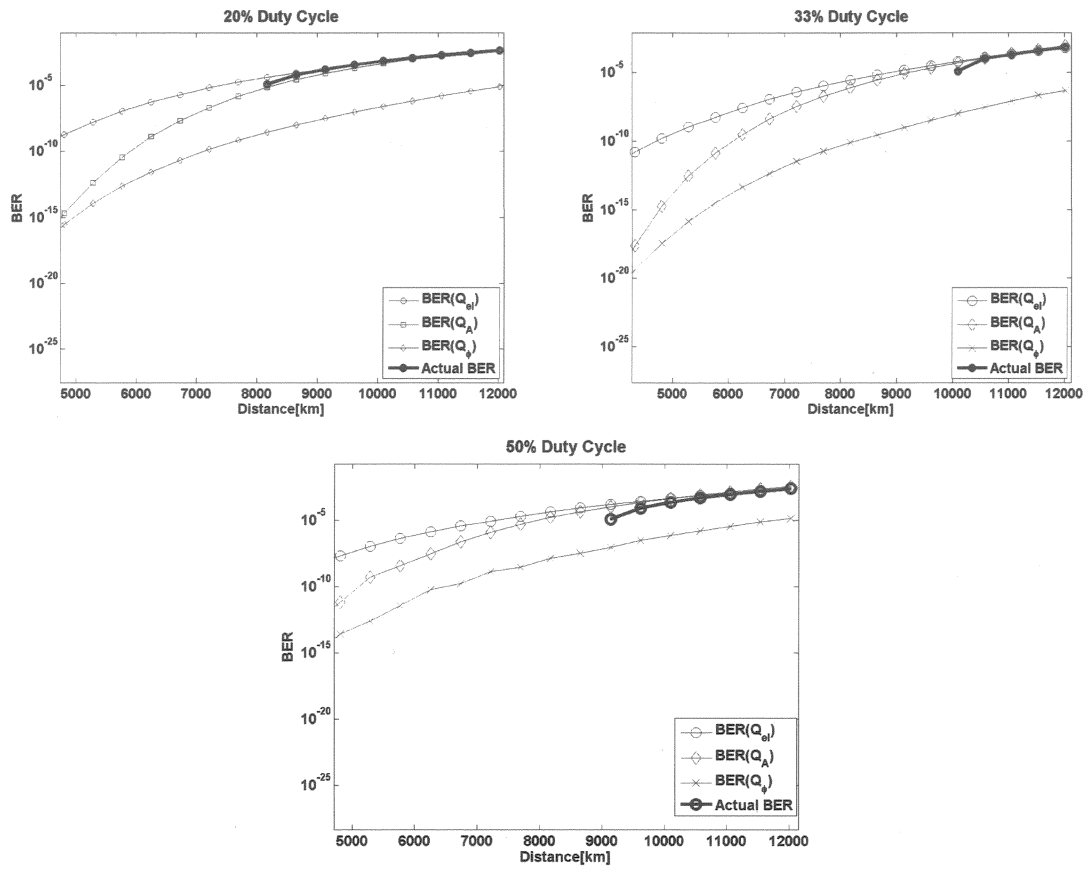 20% Duty Cycle
BER
10^-5
10^-10
10^-15
10^-20
10^-25
BER(Q_el)
BER(Q_A)
BER(Q_ϕ)
Actual BER
5000 6000 7000 8000 9000 10000 11000 12000
Distance[km]
33% Duty Cycle
BER
10^-5
10^-10
10^-15
10^-20
10^-25
BER(Q_el)
BER(Q_A)
BER(Q_ϕ)
Actual BER
5000 6000 7000 8000 9000 10000 11000 12000
Distance[km]
50% Duty Cycle
BER
10^-5
10^-10
10^-15
10^-20
10^-25
BER(Q_el)
BER(Q_A)
BER(Q_ϕ)
Actual BER
5000 6000 7000 8000 9000 10000 11000 12000
Distance[km]